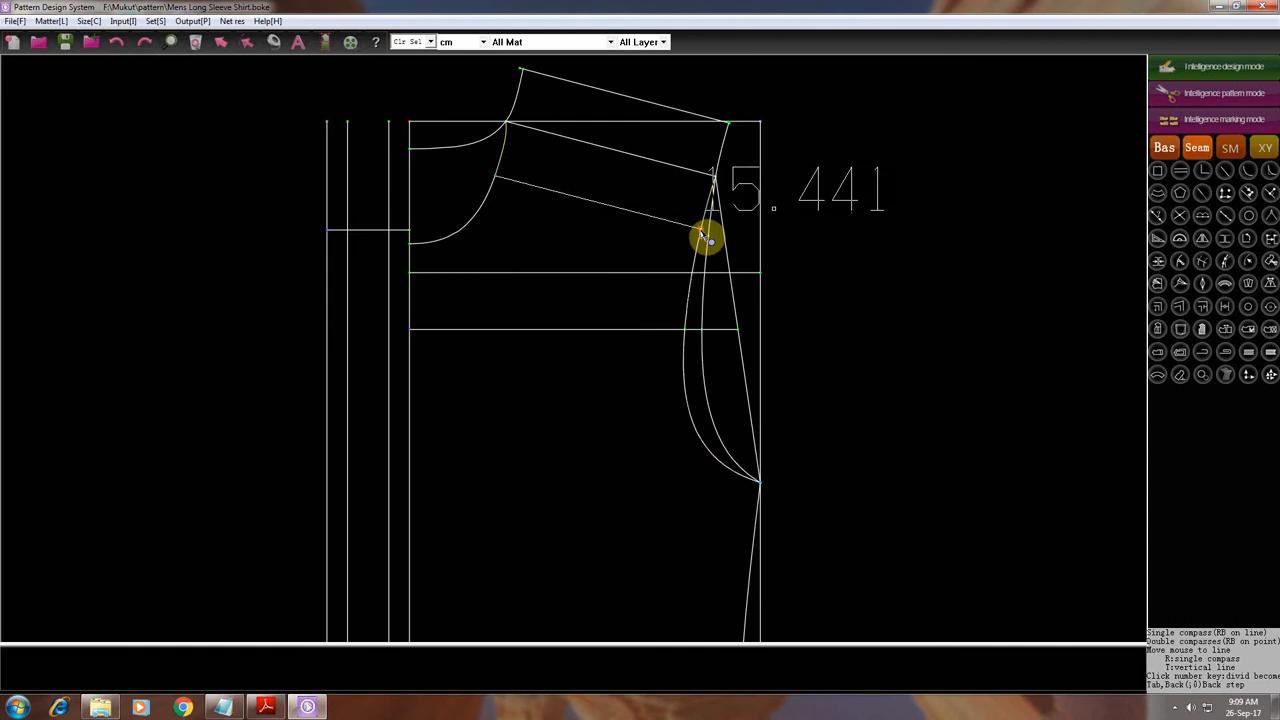 Pattern Design System   F:\Mukut\pattern\Mens Long Sleeve Shirt.boke
File[F] Matter[L] Size[C] Input[I] Set[S] Output[P] Net res Help[H]
Clr Sel cm All Mat All Layer
Intelligence design mode
Intelligence pattern mode
Intelligence marking mode
Bas Seam SM XY
15.441
Single compass(RB on line)
Double compasses(RB on point)
Move mouse to line
R:single compass
T:vertical line
Click number key:divid become
Tab,Back(;0)Back step
9:09 AM
26-Sep-17